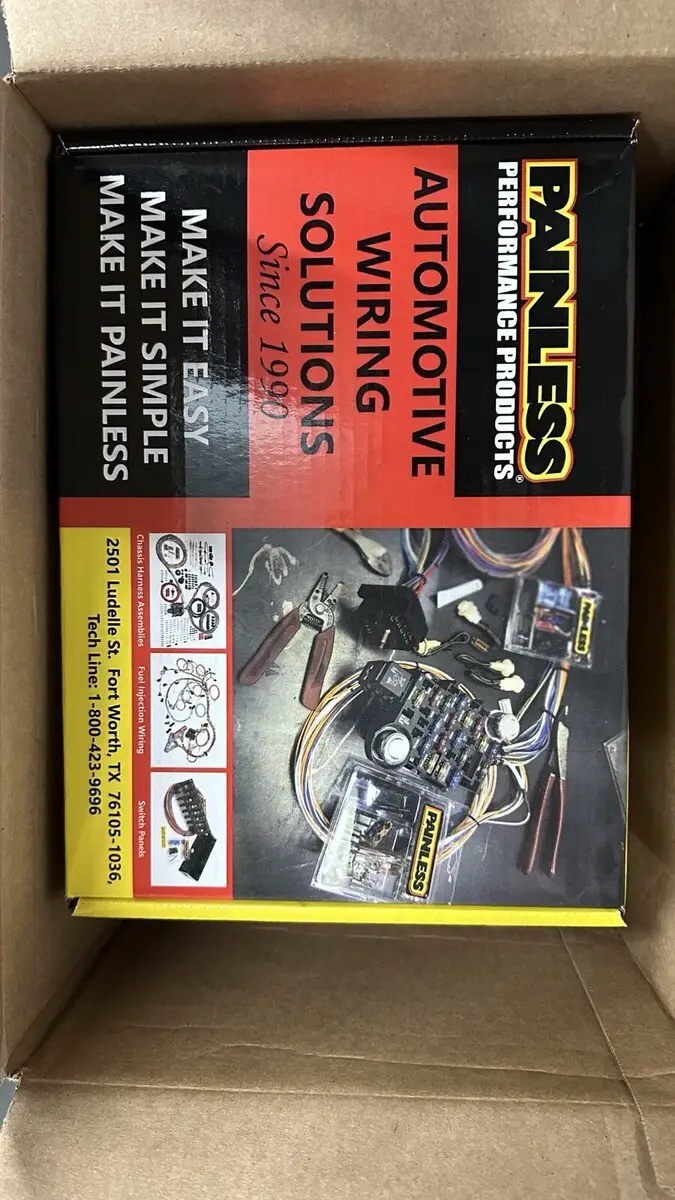 PAINLESS
PERFORMANCE PRODUCTS®
AUTOMOTIVE
WIRING
SOLUTIONS
Since 1990
MAKE IT EASY
MAKE IT SIMPLE
MAKE IT PAINLESS
PAINLESS
PAINLESS
Chassis Harness Assemblies
Fuel Injection Wiring
Switch Panels
2501 Ludelle St. Fort Worth, TX 76105-1036,
Tech Line: 1-800-423-9696